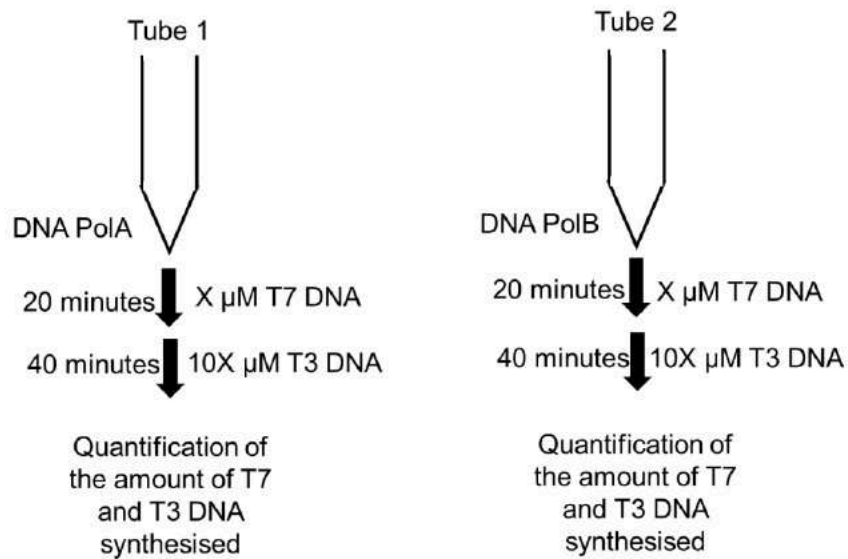 Tube 1
DNA PolA
20 minutes X µM T7 DNA
40 minutes 10X µM T3 DNA
Quantification of
the amount of T7
and T3 DNA
synthesised
Tube 2
DNA PolB
20 minutes X µM T7 DNA
40 minutes 10X µM T3 DNA
Quantification of
the amount of T7
and T3 DNA
synthesised